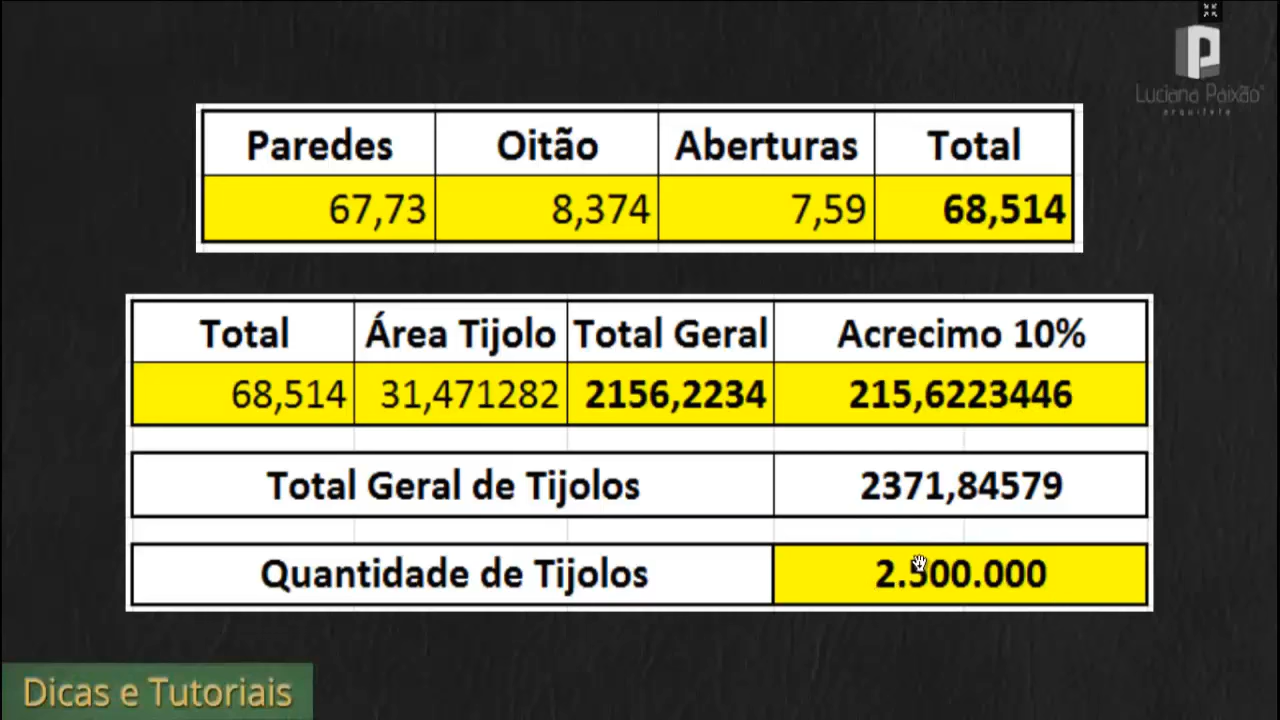 Luciana Paixão
arquiteta
Paredes Oitão Aberturas Total
67,73 8,374 7,59 68,514
Total Área Tijolo Total Geral Acrecimo 10%
68,514 31,471282 2156,2234 215,6223446
Total Geral de Tijolos 2371,84579
Quantidade de Tijolos 2.500.000
Dicas e Tutoriais